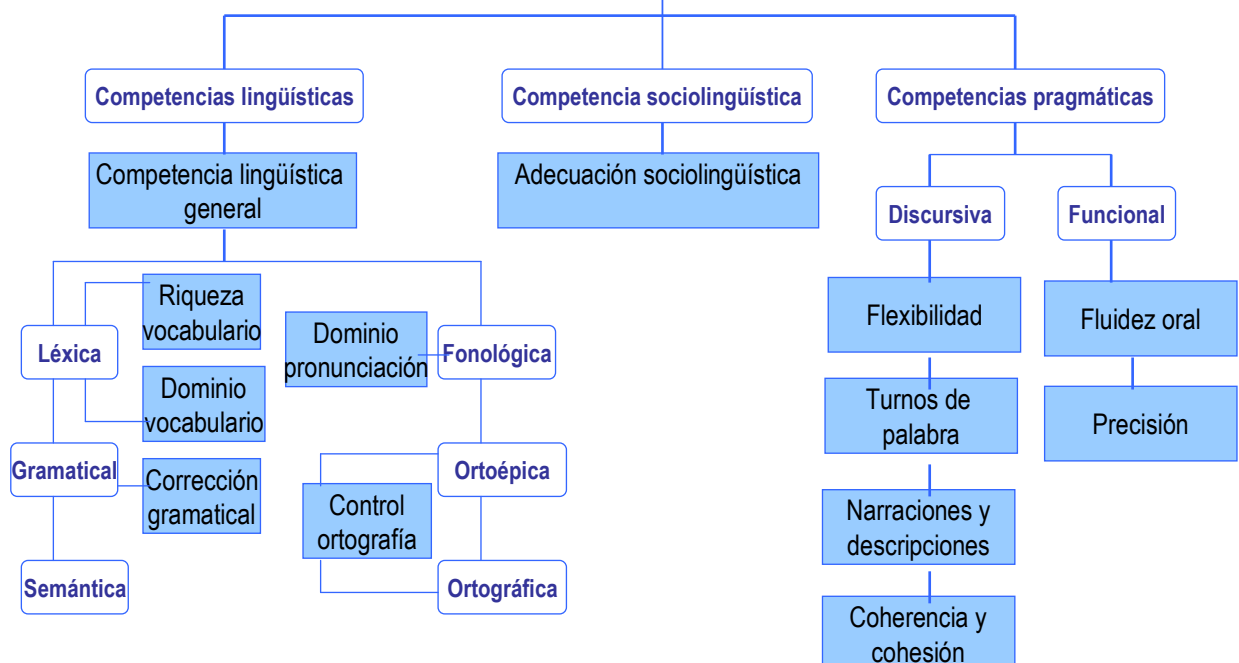 Competencias lingüísticas
Competencia sociolingüística
Competencias pragmáticas
Competencia lingüística
general
Adecuación sociolingüística
Discursiva
Funcional
Riqueza
vocabulario
Léxica
Dominio
vocabulario
Gramatical
Corrección
gramatical
Semántica
Dominio
pronunciación
Fonológica
Ortoépica
Control
ortografía
Ortográfica
Flexibilidad
Turnos de
palabra
Narraciones y
descripciones
Coherencia y
cohesión
Fluidez oral
Precisión